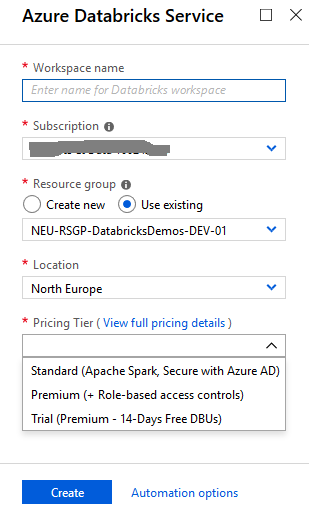 Azure Databricks Service
* Workspace name
Enter name for Databricks workspace
* Subscription
* Resource group
Create new Use existing
NEU-RSGP-DatabricksDemos-DEV-01
* Location
North Europe
* Pricing Tier ( View full pricing details )
Standard (Apache Spark, Secure with Azure AD)
Premium (+ Role-based access controls)
Trial (Premium - 14-Days Free DBUs)
Create Automation options